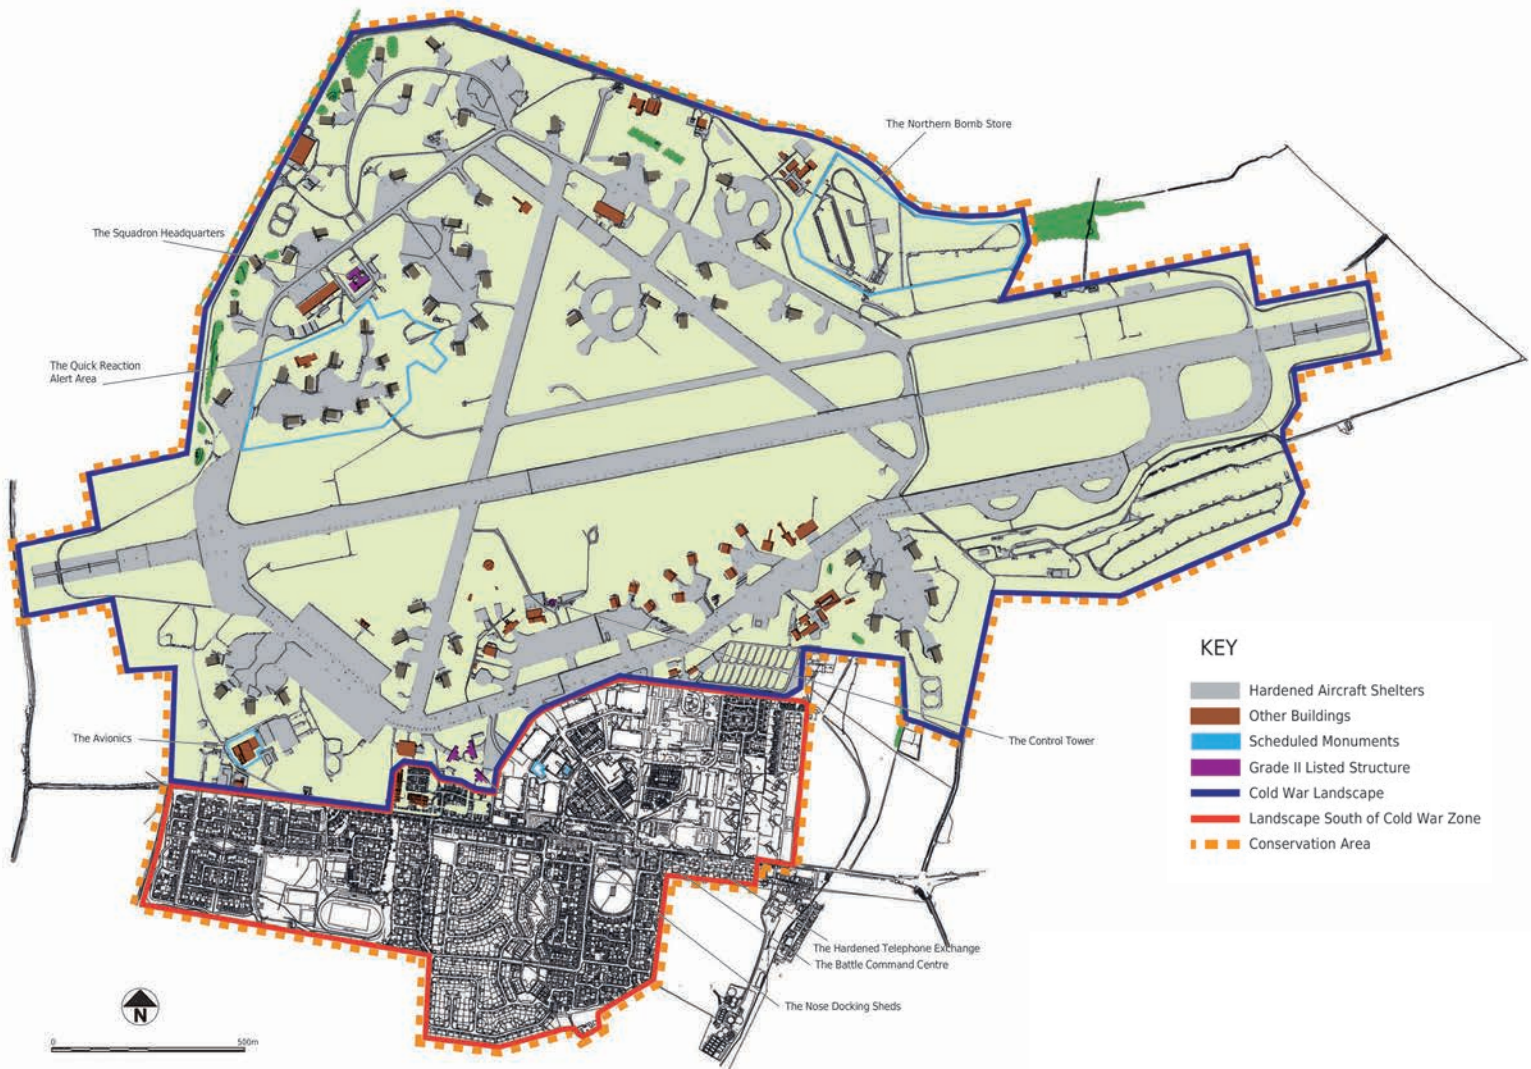 The Northern Bomb Store
The Squadron Headquarters
The Quick Reaction
Alert Area
The Avionics
The Control Tower
The Hardened Telephone Exchange
The Battle Command Centre
The Nose Docking Sheds
KEY
Hardened Aircraft Shelters
Other Buildings
Scheduled Monuments
Grade II Listed Structure
Cold War Landscape
Landscape South of Cold War Zone
Conservation Area
N
0 500m